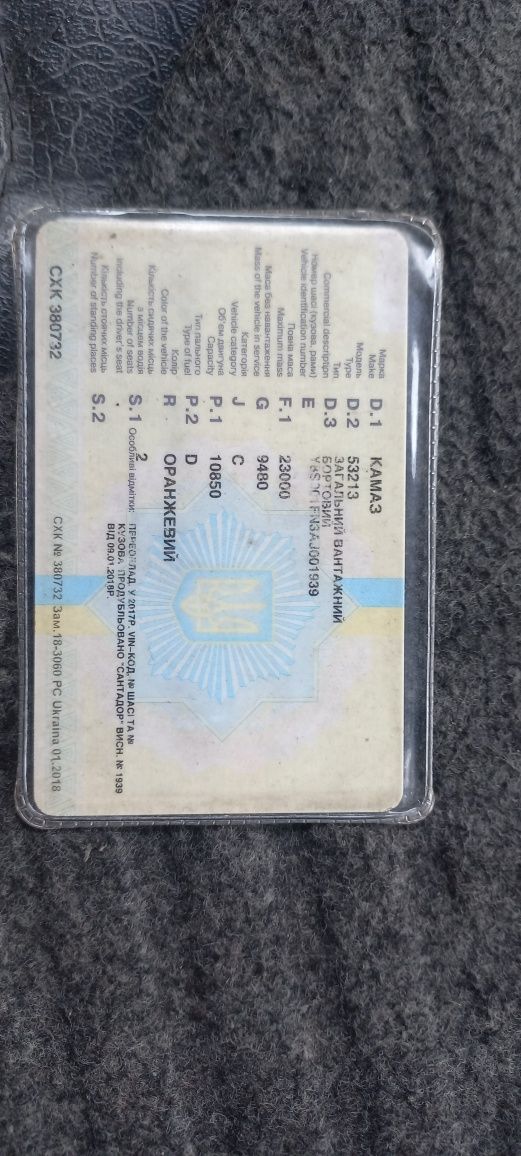 Марка
Make D.1 КАМАЗ
Модель
Type D.2 53213
Тип
Commercial description D.3 ЗАГАЛЬНИЙ ВАНТАЖНИЙ
БОРТОВИЙ
Номер шасі (кузова, рами)
Vehicle identification number E 001939
Повна маса
Maximum mass F.1 23000
Маса без навантаження
Mass of the vehicle in service G 9480
Категорія
Vehicle category J C
Об'єм двигуна
Capacity P.1 10850
Тип пального
Type of fuel P.2 D
Колір
Color of the vehicle R ОРАНЖЕВИЙ
Кількість сидячих місць
з місцем водія
Number of seats
including the driver's seat S.1 2
Кількість стоячих місць
Number of standing places S.2
Особливі відмітки: ПЕРЕОБЛАД. У 2017Р. VIN-КОД, № ШАСІ ТА №
КУЗОВА ПРОДУБЛЬОВАНО "САНТАДОР" ВИСН. № 1939
ВІД 09.01.2018Р.
СХК 380732
СХК № 380732 Зам.18-3060 PC Ukraina 01.2018